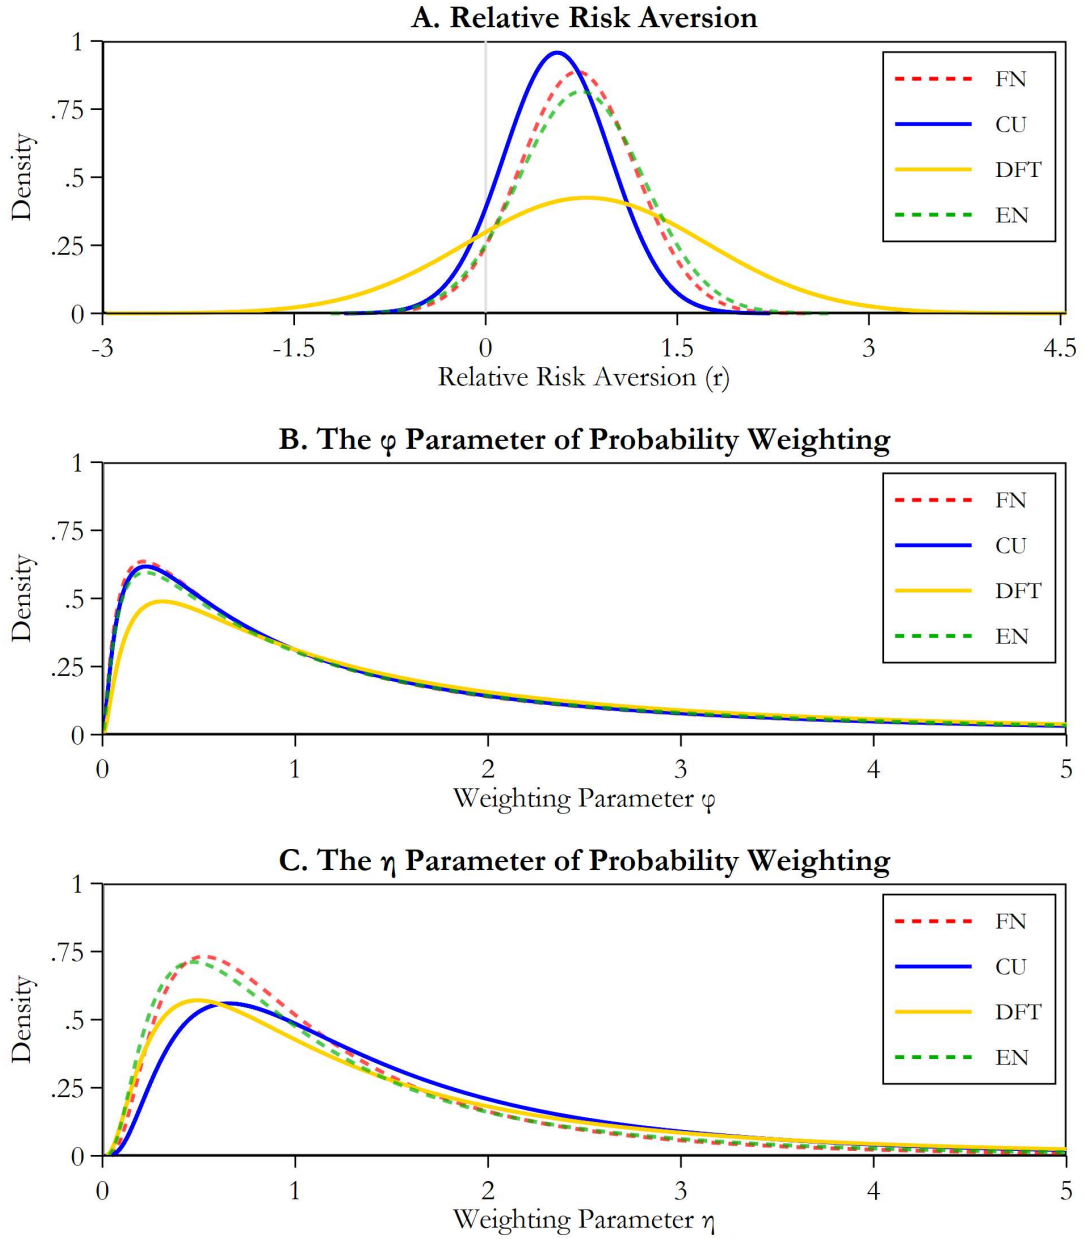 A. Relative Risk Aversion
1
.75
.5
.25
0
Density
FN
CU
DFT
EN
-3 -1.5 0 1.5 3 4.5
Relative Risk Aversion (r)
B. The φ Parameter of Probability Weighting
1
.75
.5
.25
0
Density
FN
CU
DFT
EN
0 1 2 3 4 5
Weighting Parameter φ
C. The η Parameter of Probability Weighting
1
.75
.5
.25
0
Density
FN
CU
DFT
EN
0 1 2 3 4 5
Weighting Parameter η